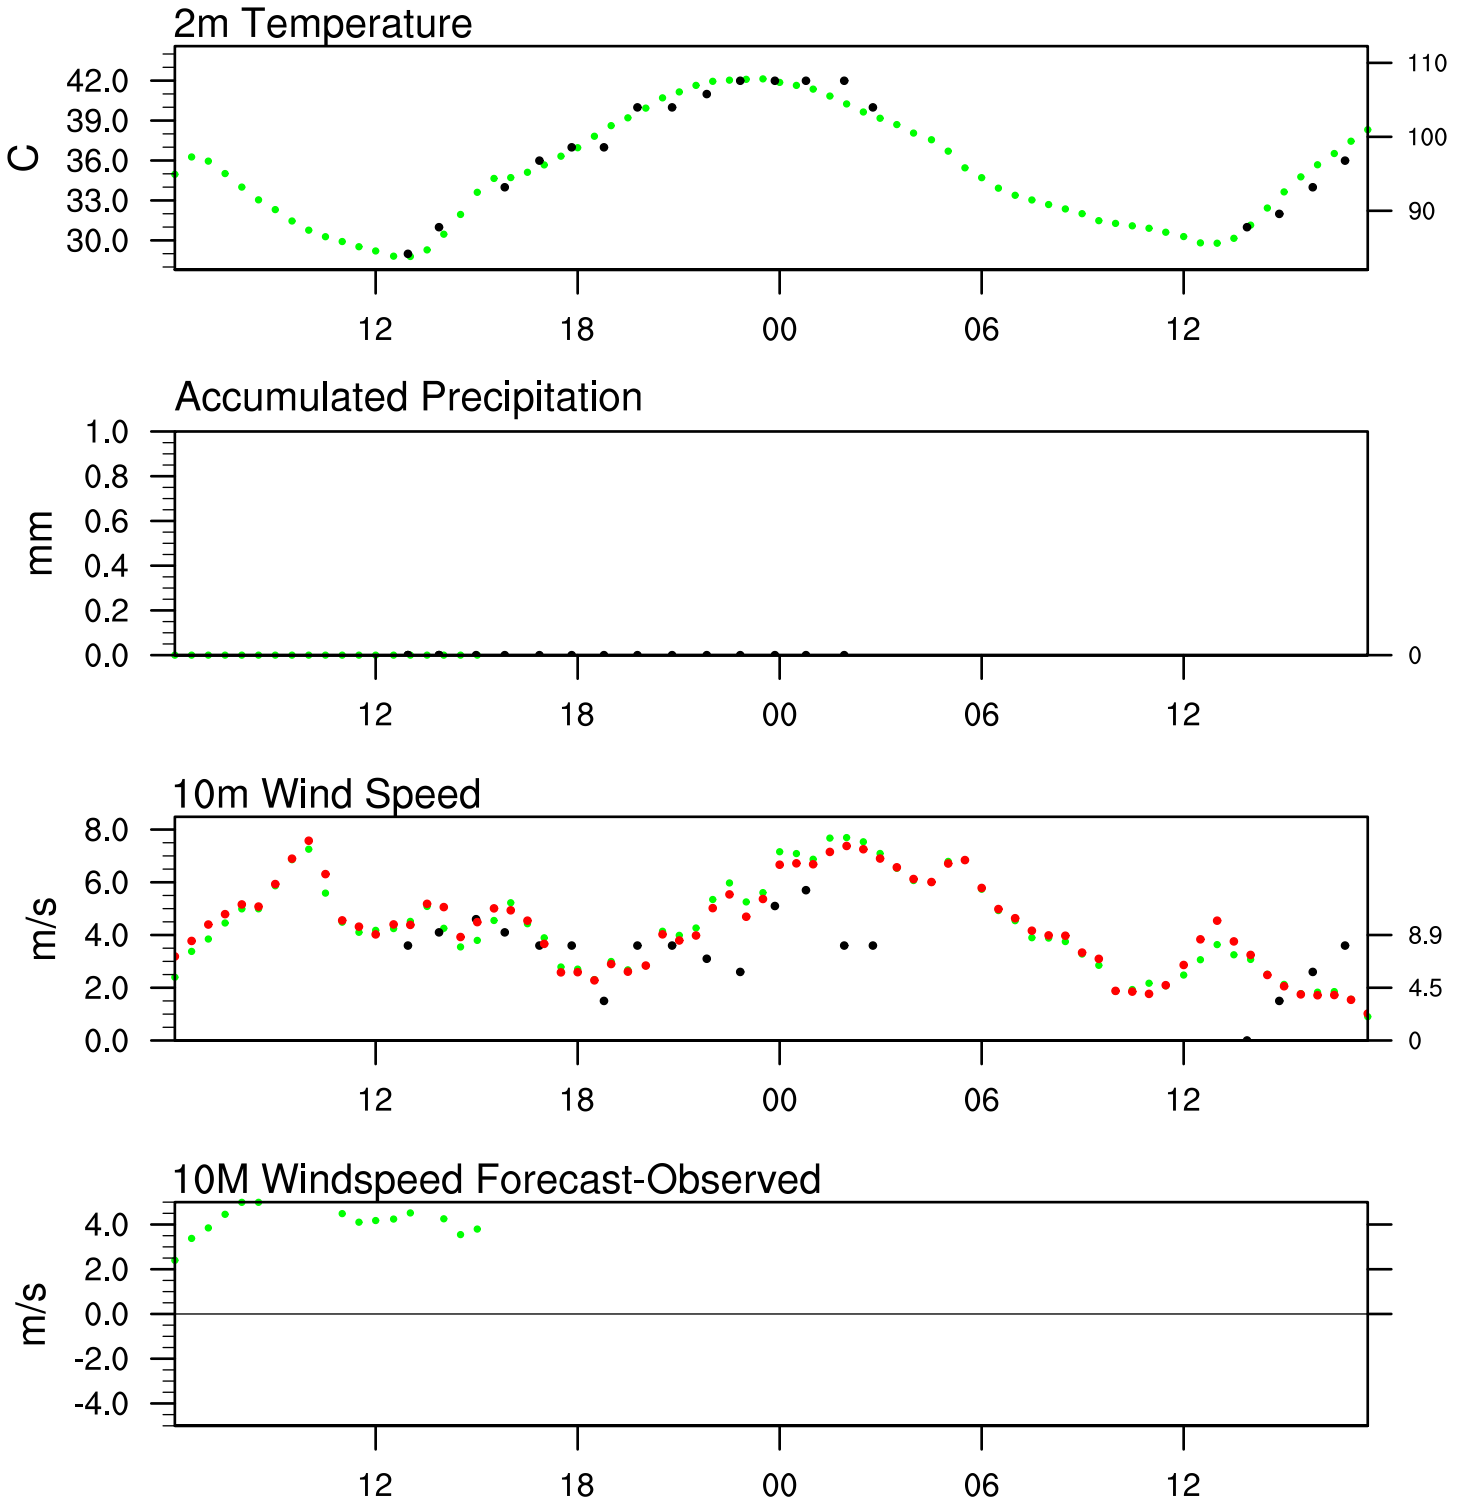 2m Temperature
42.0
39.0
36.0
33.0
30.0
C
110
100
90
12 18 00 06 12
Accumulated Precipitation
1.0
0.8
0.6
0.4
0.2
0.0
mm
0
12 18 00 06 12
10m Wind Speed
8.0
6.0
4.0
2.0
0.0
m/s
8.9
4.5
0
12 18 00 06 12
10M Windspeed Forecast-Observed
4.0
2.0
0.0
-2.0
-4.0
m/s
12 18 00 06 12